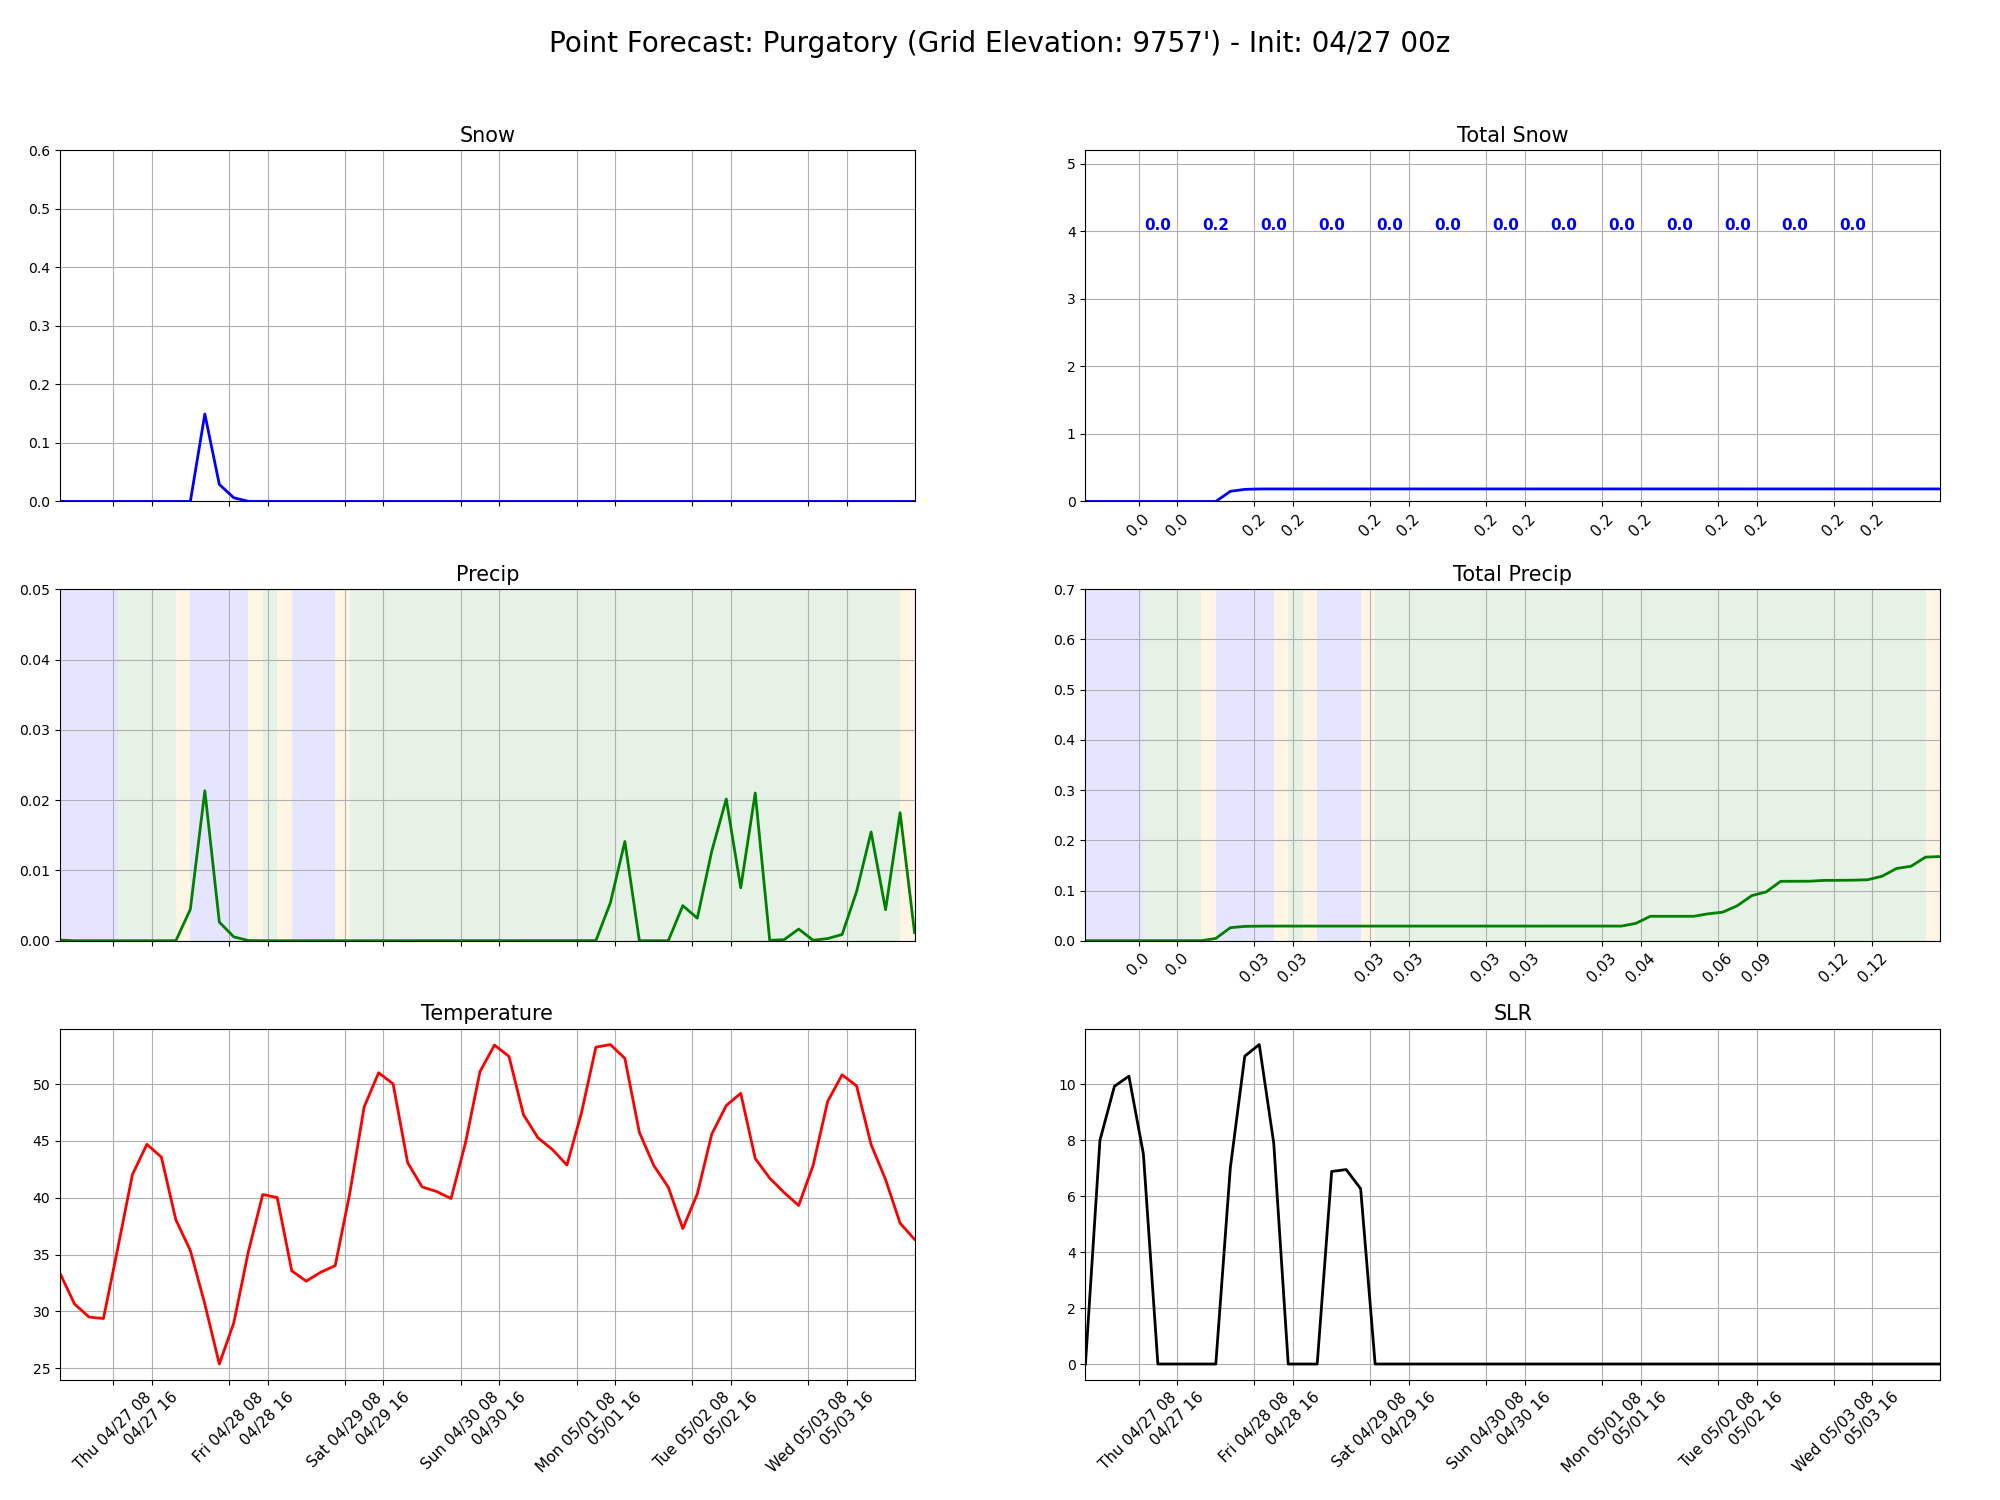 Point Forecast: Purgatory (Grid Elevation: 9757') - Init: 04/27 00z
Snow
0.6
0.5
0.4
0.3
0.2
0.1
0.0
Total Snow
5
4
3
2
1
0
0.0 0.2 0.0 0.0 0.0 0.0 0.0 0.0 0.0 0.0 0.0 0.0 0.0
0.0 0.0 0.2 0.2 0.2 0.2 0.2 0.2 0.2 0.2 0.2 0.2 0.2 0.2
Precip
0.05
0.04
0.03
0.02
0.01
0.00
Total Precip
0.7
0.6
0.5
0.4
0.3
0.2
0.1
0.0
0.0 0.0 0.03 0.03 0.03 0.03 0.03 0.03 0.03 0.04 0.06 0.09 0.12 0.12
Temperature
50
45
40
35
30
25
Thu 04/27 08
04/27 16
Fri 04/28 08
04/28 16
Sat 04/29 08
04/29 16
Sun 04/30 08
04/30 16
Mon 05/01 08
05/01 16
Tue 05/02 08
05/02 16
Wed 05/03 08
05/03 16
SLR
10
8
6
4
2
0
Thu 04/27 08
04/27 16
Fri 04/28 08
04/28 16
Sat 04/29 08
04/29 16
Sun 04/30 08
04/30 16
Mon 05/01 08
05/01 16
Tue 05/02 08
05/02 16
Wed 05/03 08
05/03 16